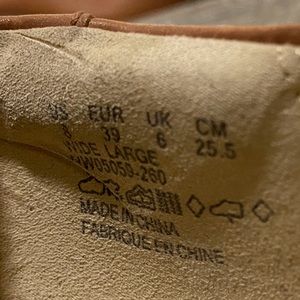 US EUR UK CM
8 39 6 25.5
WIDE LARGE
MADE IN CHINA
FABRIQUE EN CHINE